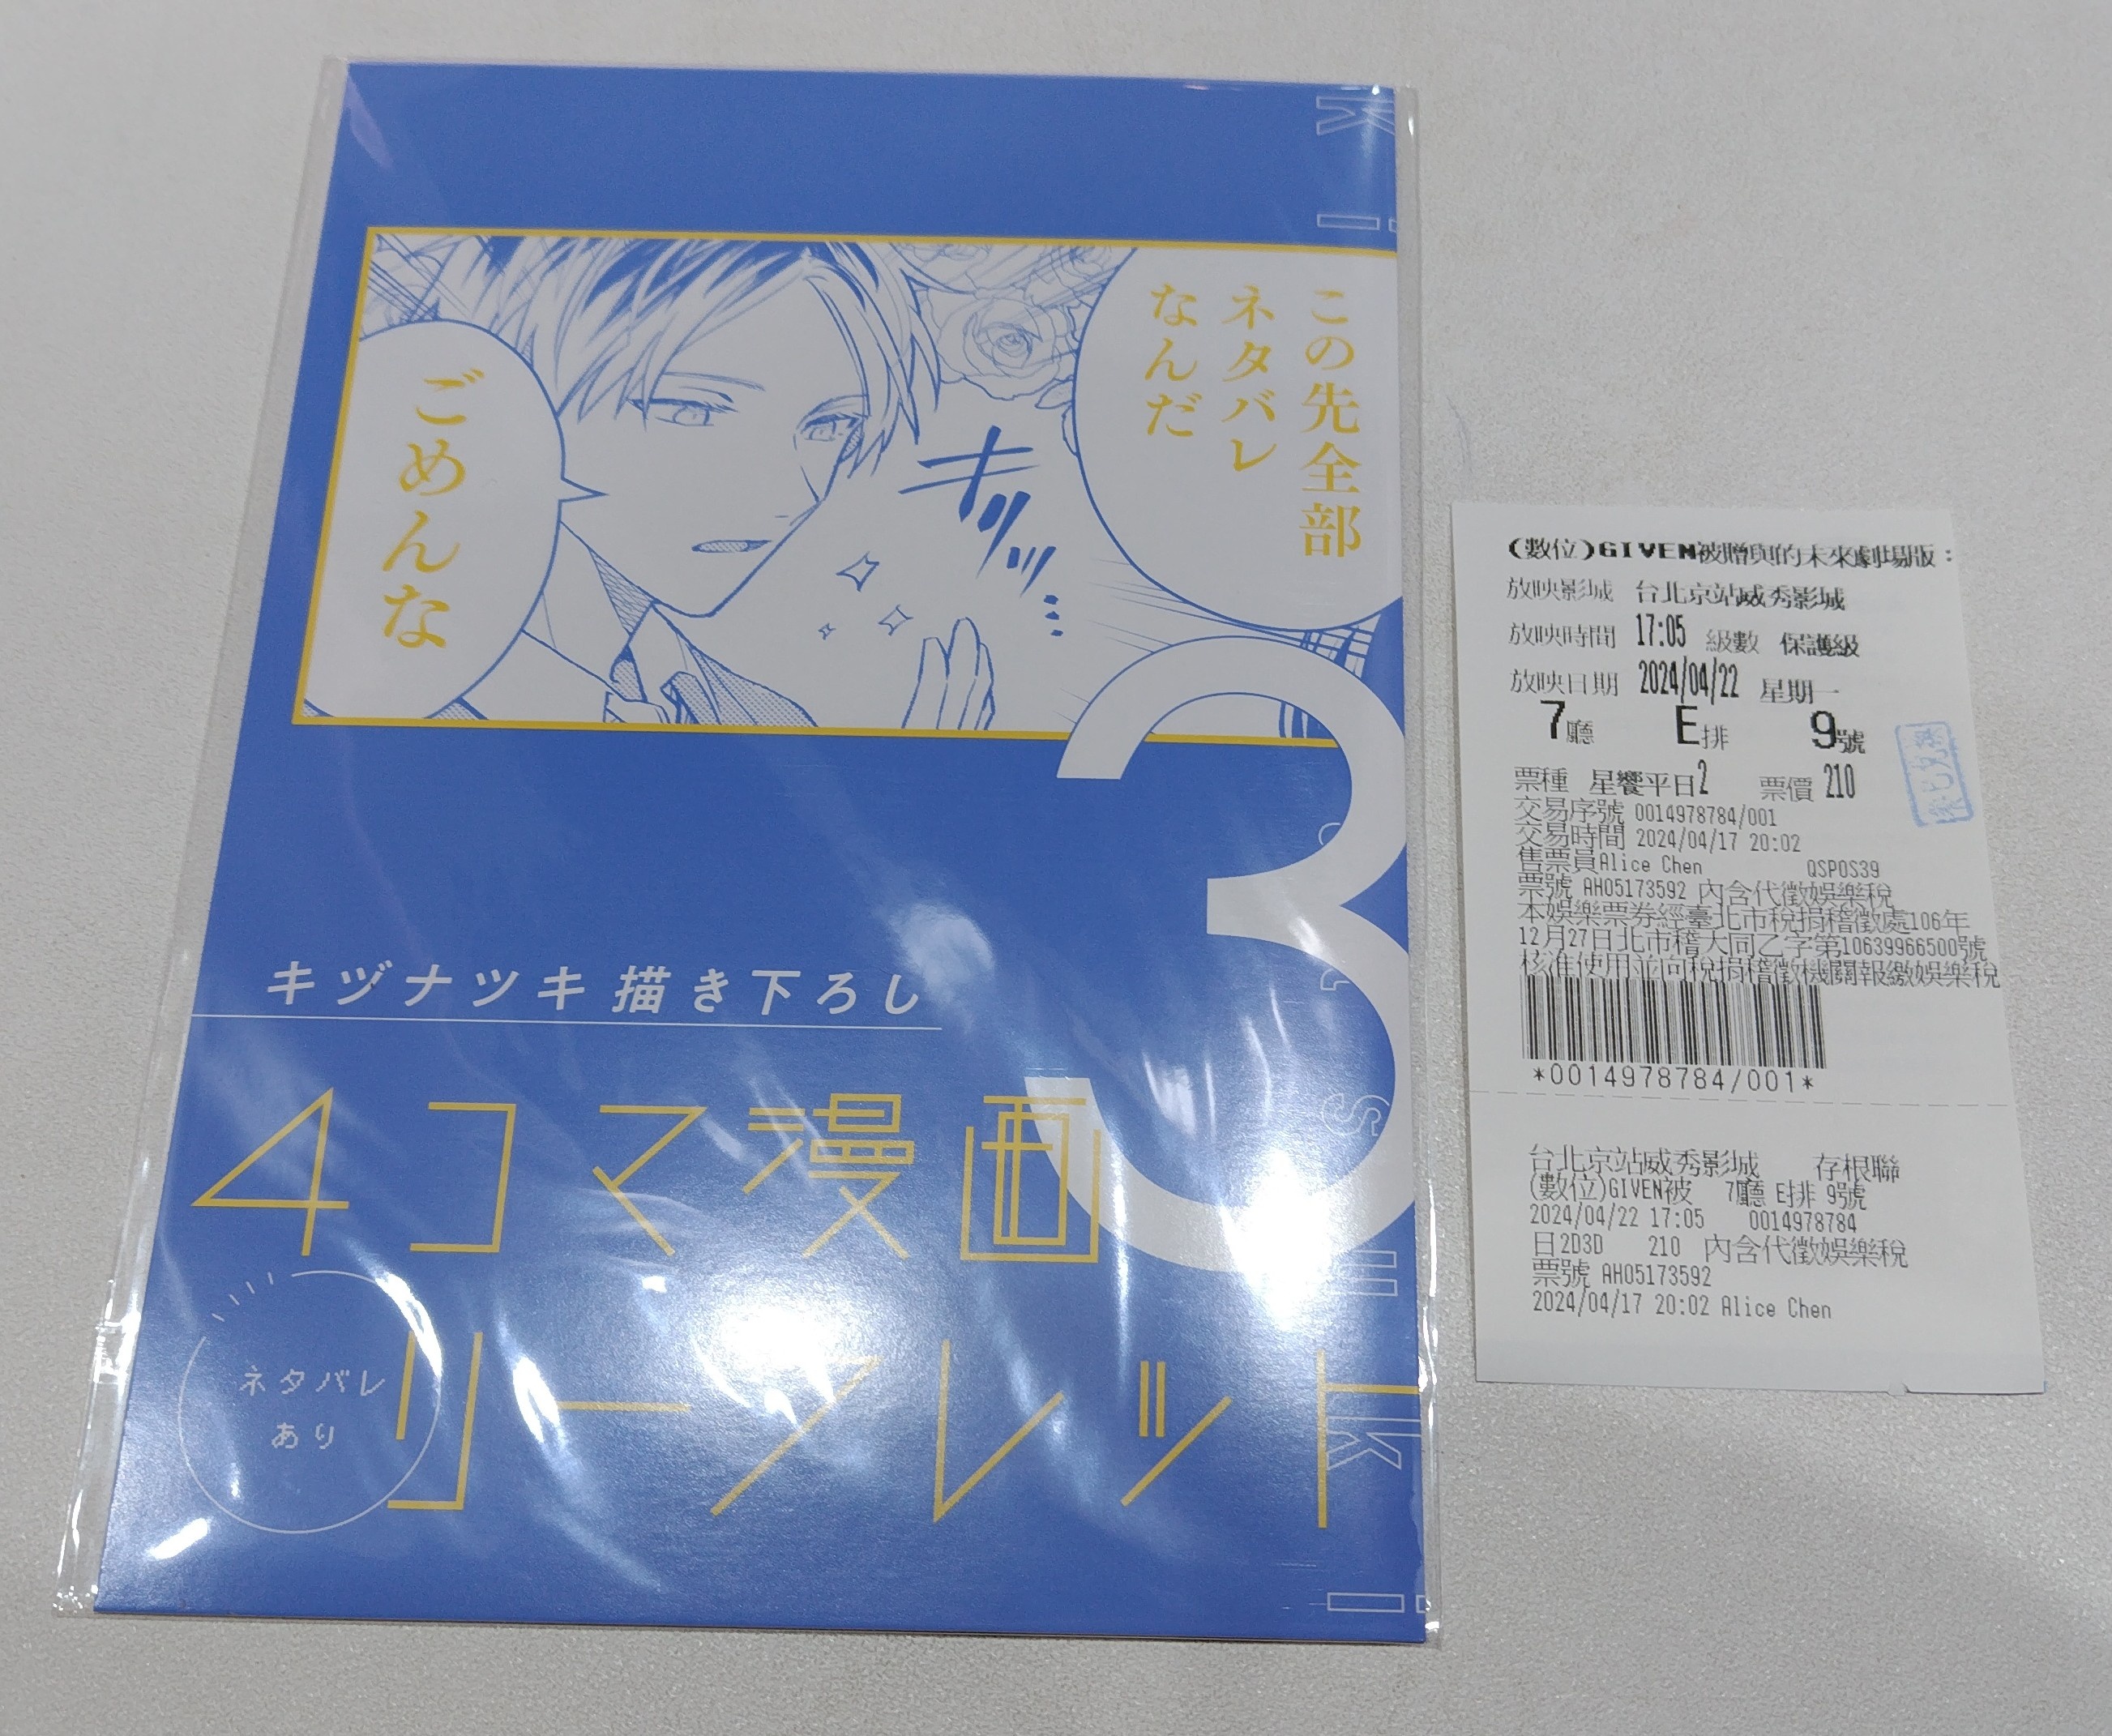 この先全部
ネタバレ
なんだ
キリッ
ごめんな
3
キヅナツキ 描き下ろし
4コマ漫画
リーフレット
ネタバレ
あり
(數位)GIVEN被贈與的未來劇場版：
放映影城 台北京站威秀影城
放映時間 17:05 級數 保護級
放映日期 2024/04/22 星期一
7廳 E排 9號
票種 星饗平日2 票價 210
交易序號 0014978784/001
交易時間 2024/04/17 20:02
售票員Alice Chen QSPOS39
票號 AH05173592 內含代徵娛樂稅
本娛樂票券經臺北市稅捐稽徵處106年
12月27日北市稽大同乙字第10639966500號
核准使用並向稅捐稽徵機關報繳娛樂稅
*0014978784/001*
台北京站威秀影城 存根聯
(數位)GIVEN被 7廳 E排 9號
2024/04/22 17:05 0014978784
日2D3D 210 內含代徵娛樂稅
票號 AH05173592
2024/04/17 20:02 Alice Chen